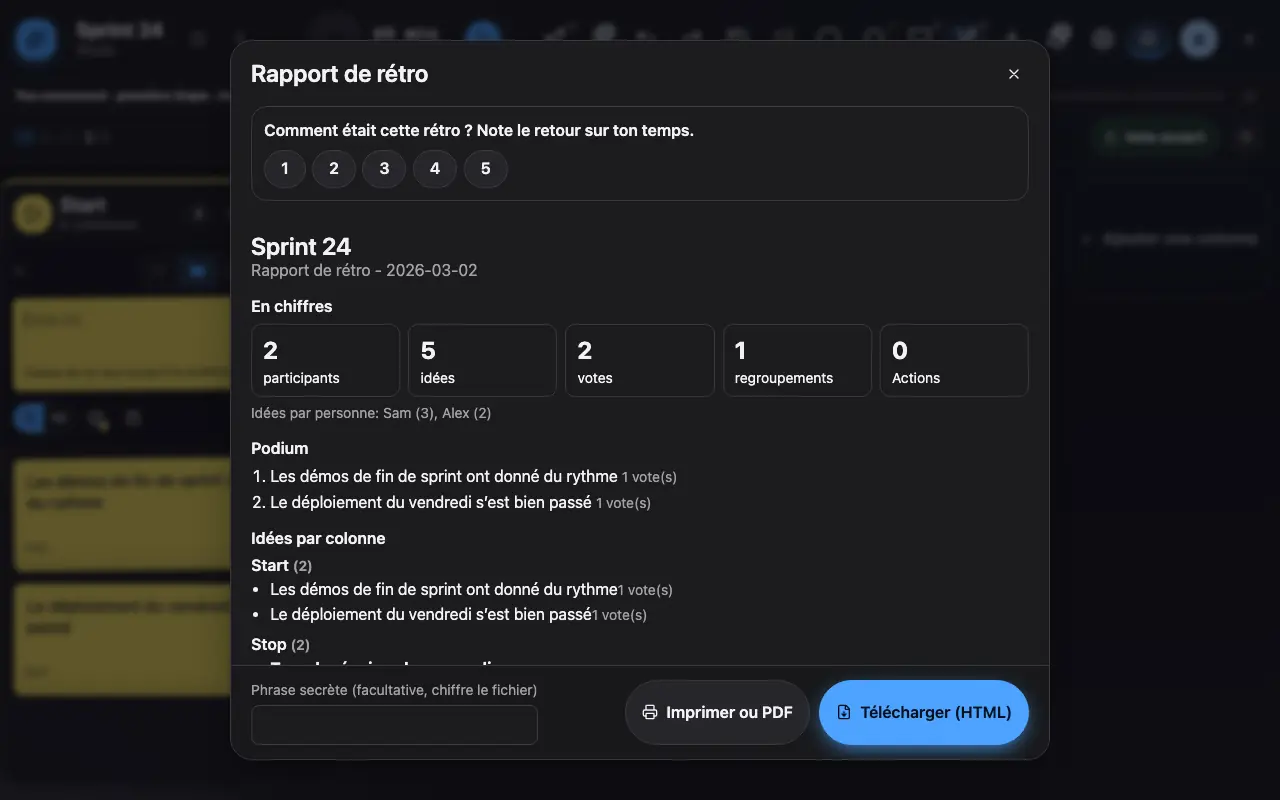 Sprint 24
Rapport de rétro
Comment était cette rétro ? Note le retour sur ton temps.
1 2 3 4 5
Start
Sprint 24
Rapport de rétro - 2026-03-02
En chiffres
2 5 2 1 0
participants idées votes regroupements Actions
Idées par personne: Sam (3), Alex (2)
Podium
1. Les démos de fin de sprint ont donné du rythme 1 vote(s)
2. Le déploiement du vendredi s’est bien passé 1 vote(s)
Idées par colonne
Start (2)
• Les démos de fin de sprint ont donné du rythme1 vote(s)
• Le déploiement du vendredi s’est bien passé1 vote(s)
Stop (2)
Phrase secrète (facultative, chiffre le fichier)
Imprimer ou PDF
Télécharger (HTML)